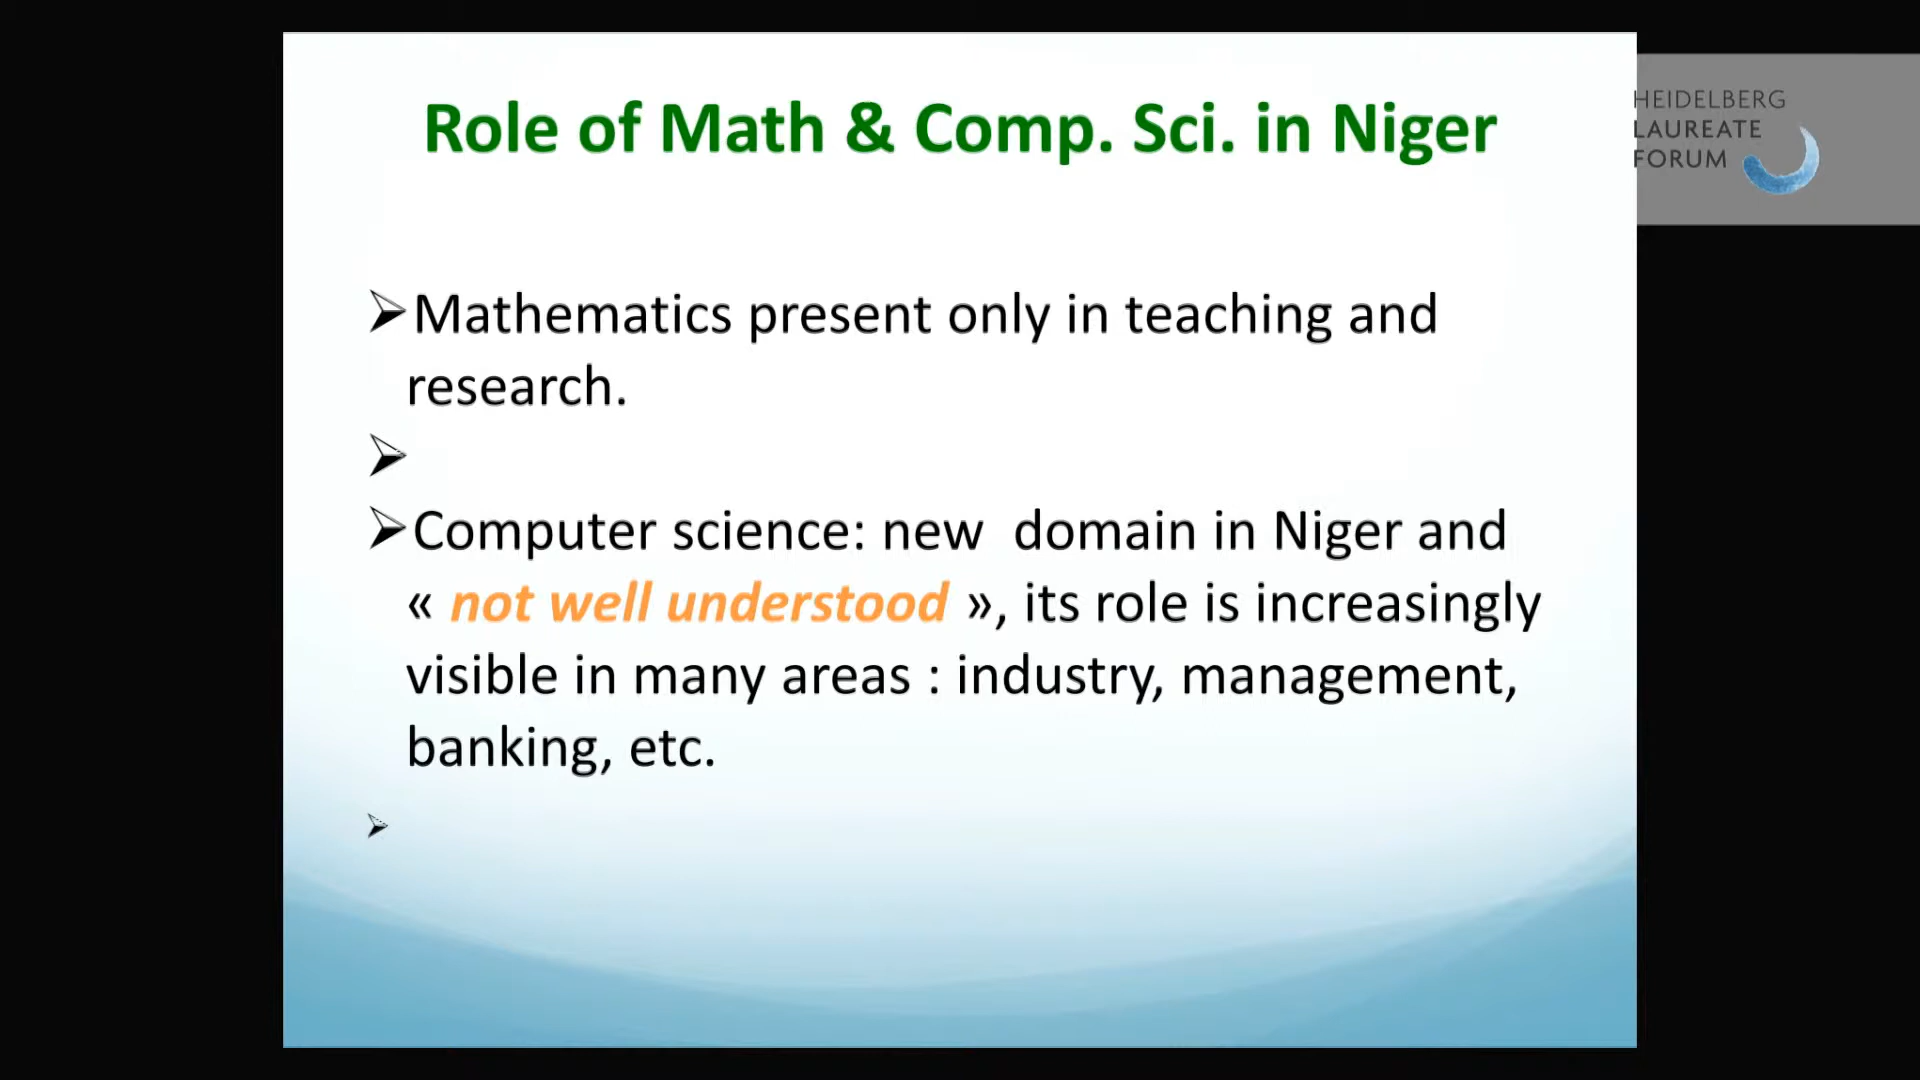 Role of Math & Comp. Sci. in Niger
HEIDELBERG
LAUREATE
FORUM
➢Mathematics present only in teaching and
research.
➢
➢Computer science: new  domain in Niger and
« not well understood », its role is increasingly
visible in many areas : industry, management,
banking, etc.
➢